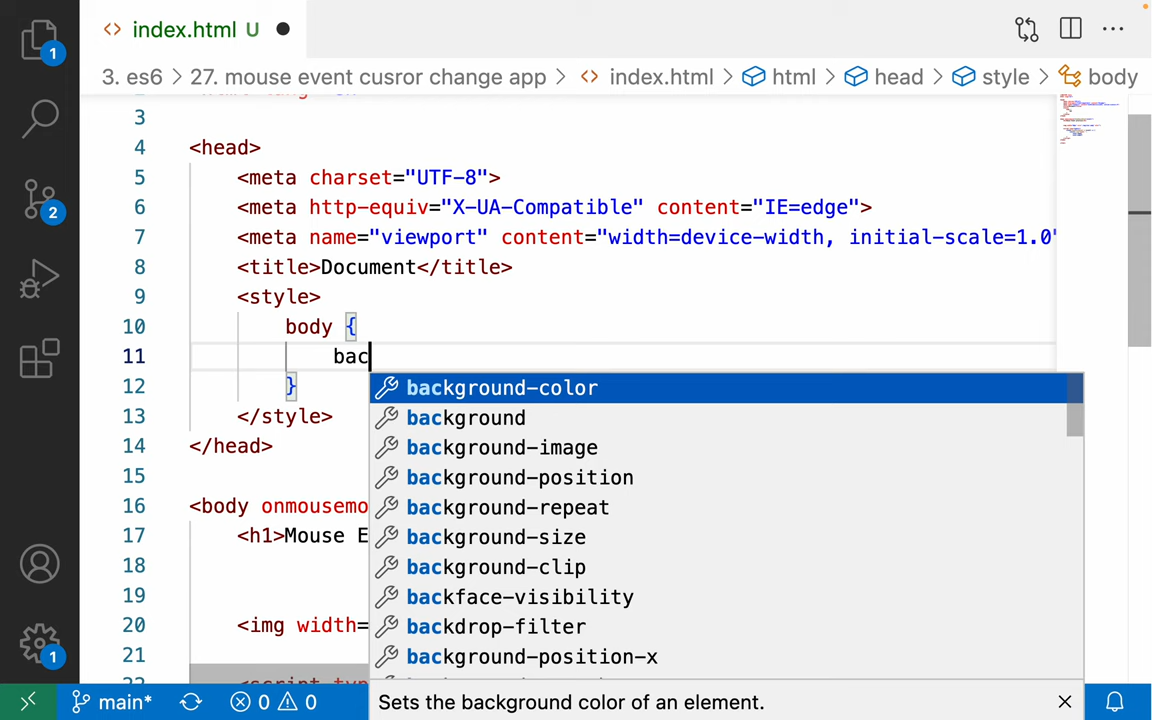 index.html U
1
3. es6 > 27. mouse event cusror change app > index.html > html > head > style > body
3
4 <head>
5 <meta charset="UTF-8">
6 <meta http-equiv="X-UA-Compatible" content="IE=edge">
2
7 <meta name="viewport" content="width=device-width, initial-scale=1.0"
8 <title>Document</title>
9 <style>
10 body {
11 bac
12 }
background-color
13 </style>
background
14 </head>
background-image
15
background-position
16 <body onmousemo
background-repeat
17 <h1>Mouse E
background-size
18
background-clip
19
backface-visibility
20 <img width=
backdrop-filter
21
background-position-x
1
main* 0 0
Sets the background color of an element.